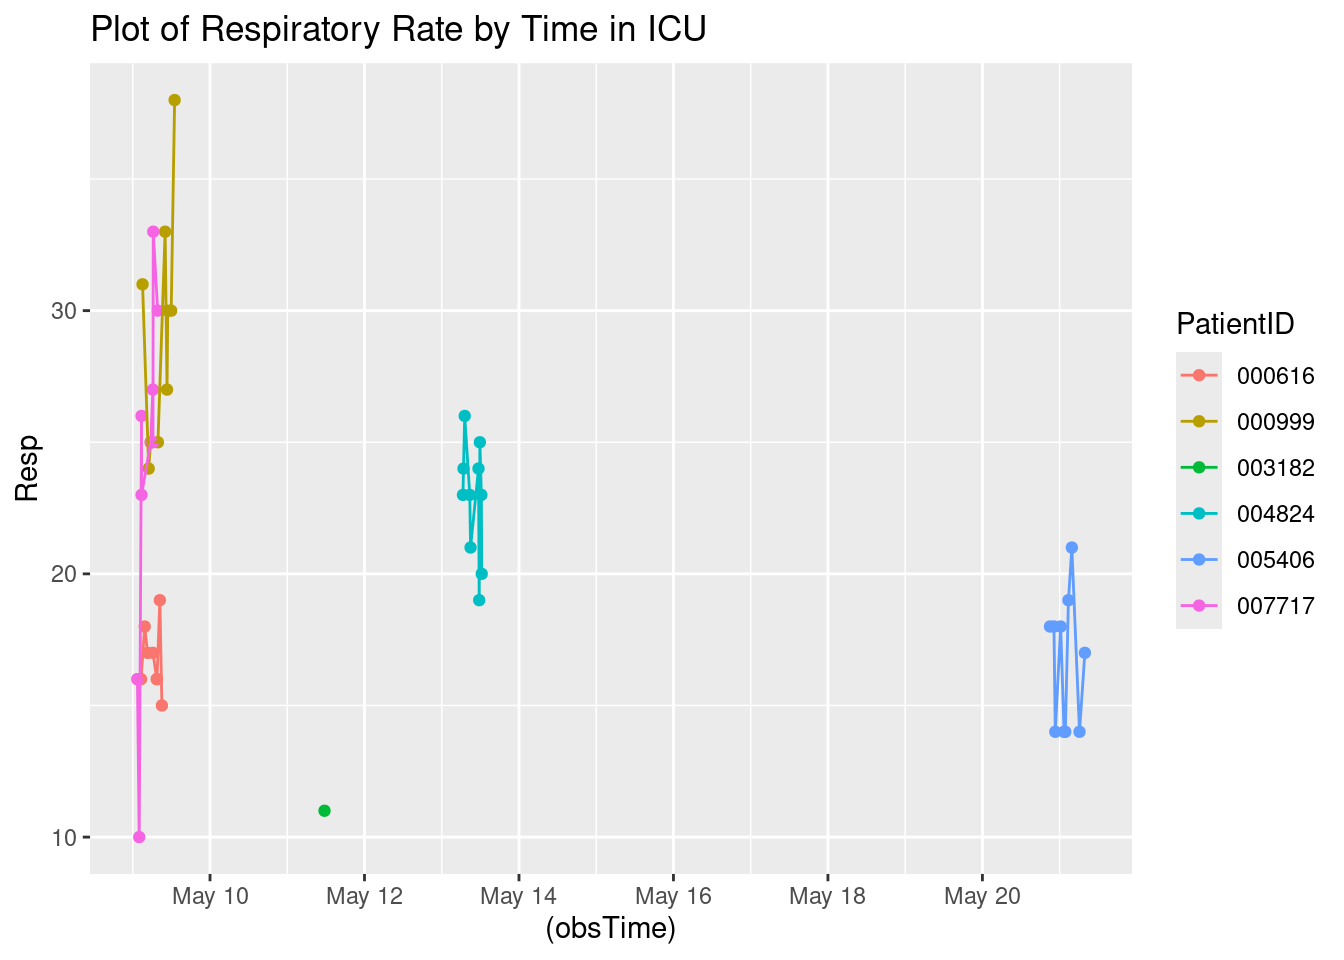 Plot of Respiratory Rate by Time in ICU
Resp
30
20
10
May 10
May 12
May 14
May 16
May 18
May 20
(obsTime)
PatientID
000616
000999
003182
004824
005406
007717